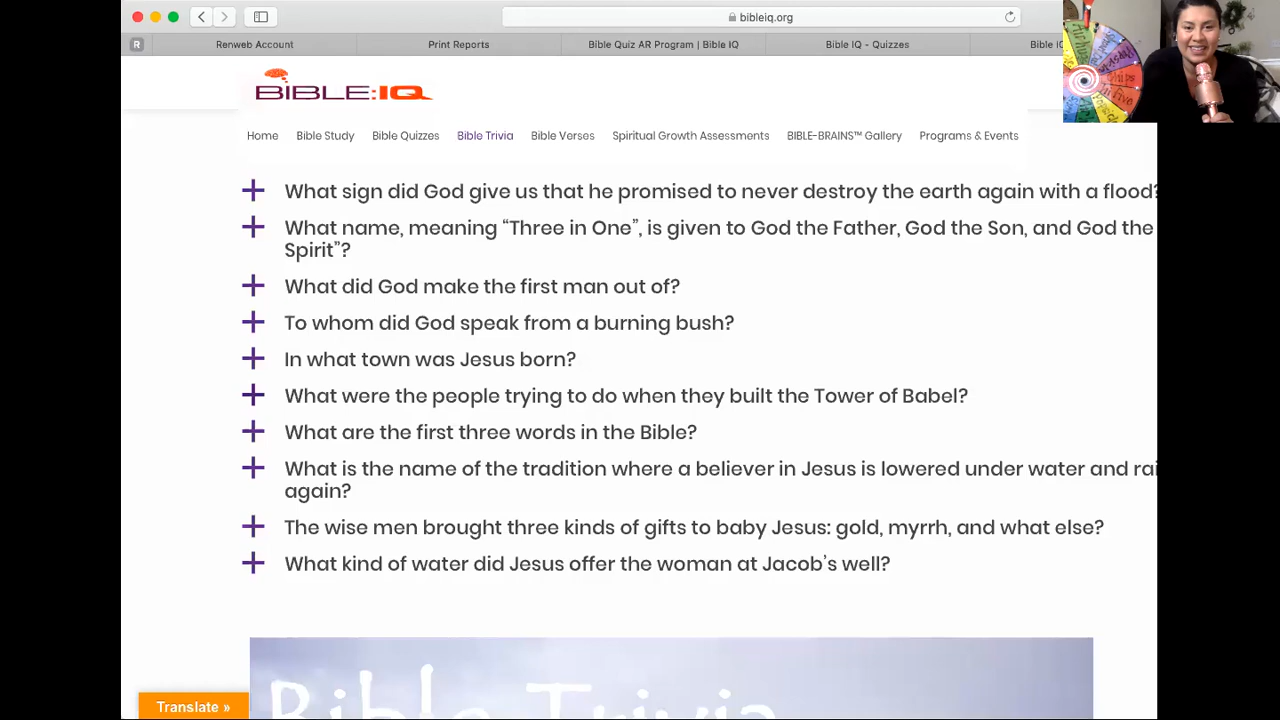 bibleiq.org
R
Renweb Account
Print Reports
Bible Quiz AR Program | Bible IQ
Bible IQ - Quizzes
Bible IQ
BIBLE:IQ
Home
Bible Study
Bible Quizzes
Bible Trivia
Bible Verses
Spiritual Growth Assessments
BIBLE-BRAINS™ Gallery
Programs & Events
What sign did God give us that he promised to never destroy the earth again with a flood?
What name, meaning “Three in One”, is given to God the Father, God the Son, and God the
Spirit”?
What did God make the first man out of?
To whom did God speak from a burning bush?
In what town was Jesus born?
What were the people trying to do when they built the Tower of Babel?
What are the first three words in the Bible?
What is the name of the tradition where a believer in Jesus is lowered under water and rai
again?
The wise men brought three kinds of gifts to baby Jesus: gold, myrrh, and what else?
What kind of water did Jesus offer the woman at Jacob’s well?
Bible Trivia
Translate »